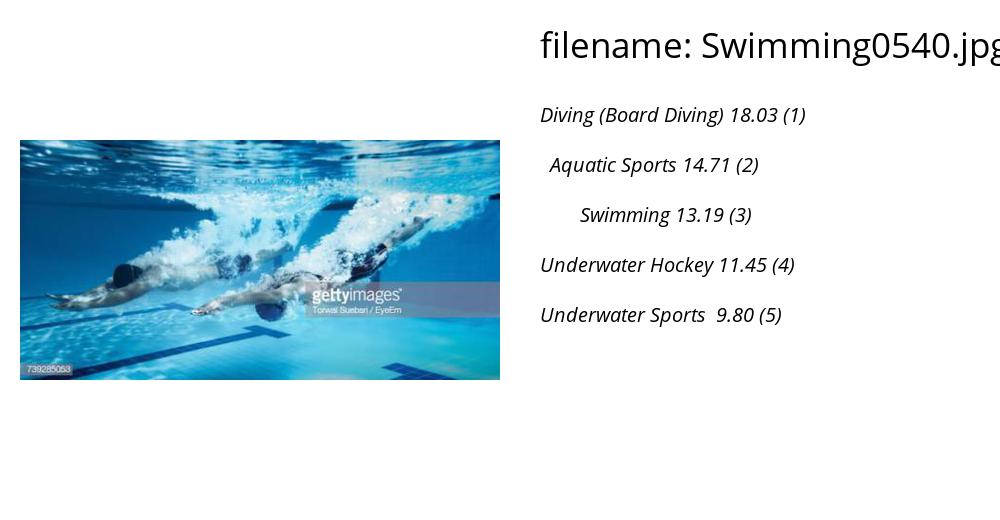 filename: Swimming0540.jpg
Diving (Board Diving) 18.03 (1)
Aquatic Sports 14.71 (2)
Swimming 13.19 (3)
Underwater Hockey 11.45 (4)
Underwater Sports 9.80 (5)
gettyimages®
Torwai Suebsri / EyeEm
739285053